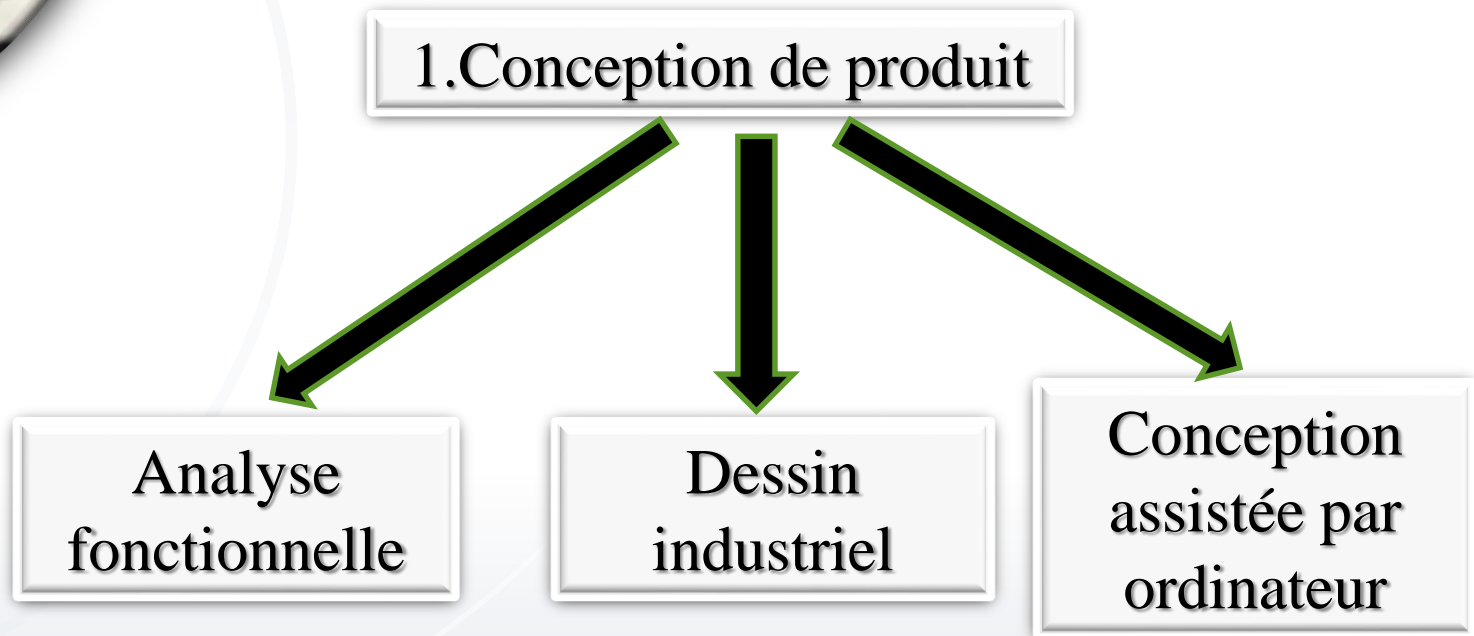 1.Conception de produit
Analyse
fonctionnelle
Dessin
industriel
Conception
assistée par
ordinateur